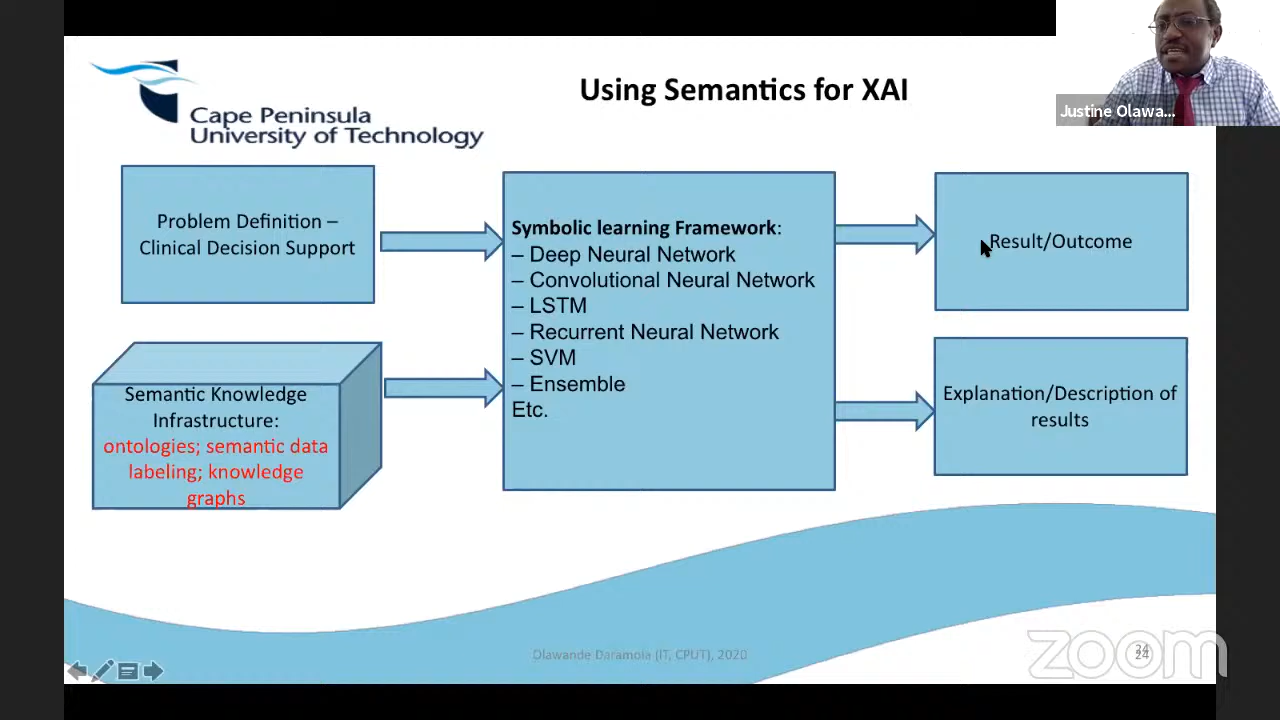 Using Semantics for XAI
Cape Peninsula
University of Technology
Justine Olawa...
Problem Definition –
Clinical Decision Support
Semantic Knowledge
Infrastructure:
ontologies; semantic data
labeling; knowledge
graphs
Symbolic learning Framework:
– Deep Neural Network
– Convolutional Neural Network
– LSTM
– Recurrent Neural Network
– SVM
– Ensemble
Etc.
Result/Outcome
Explanation/Description of
results
Olawande Daramola (IT, CPUT), 2020
zoom
24
24